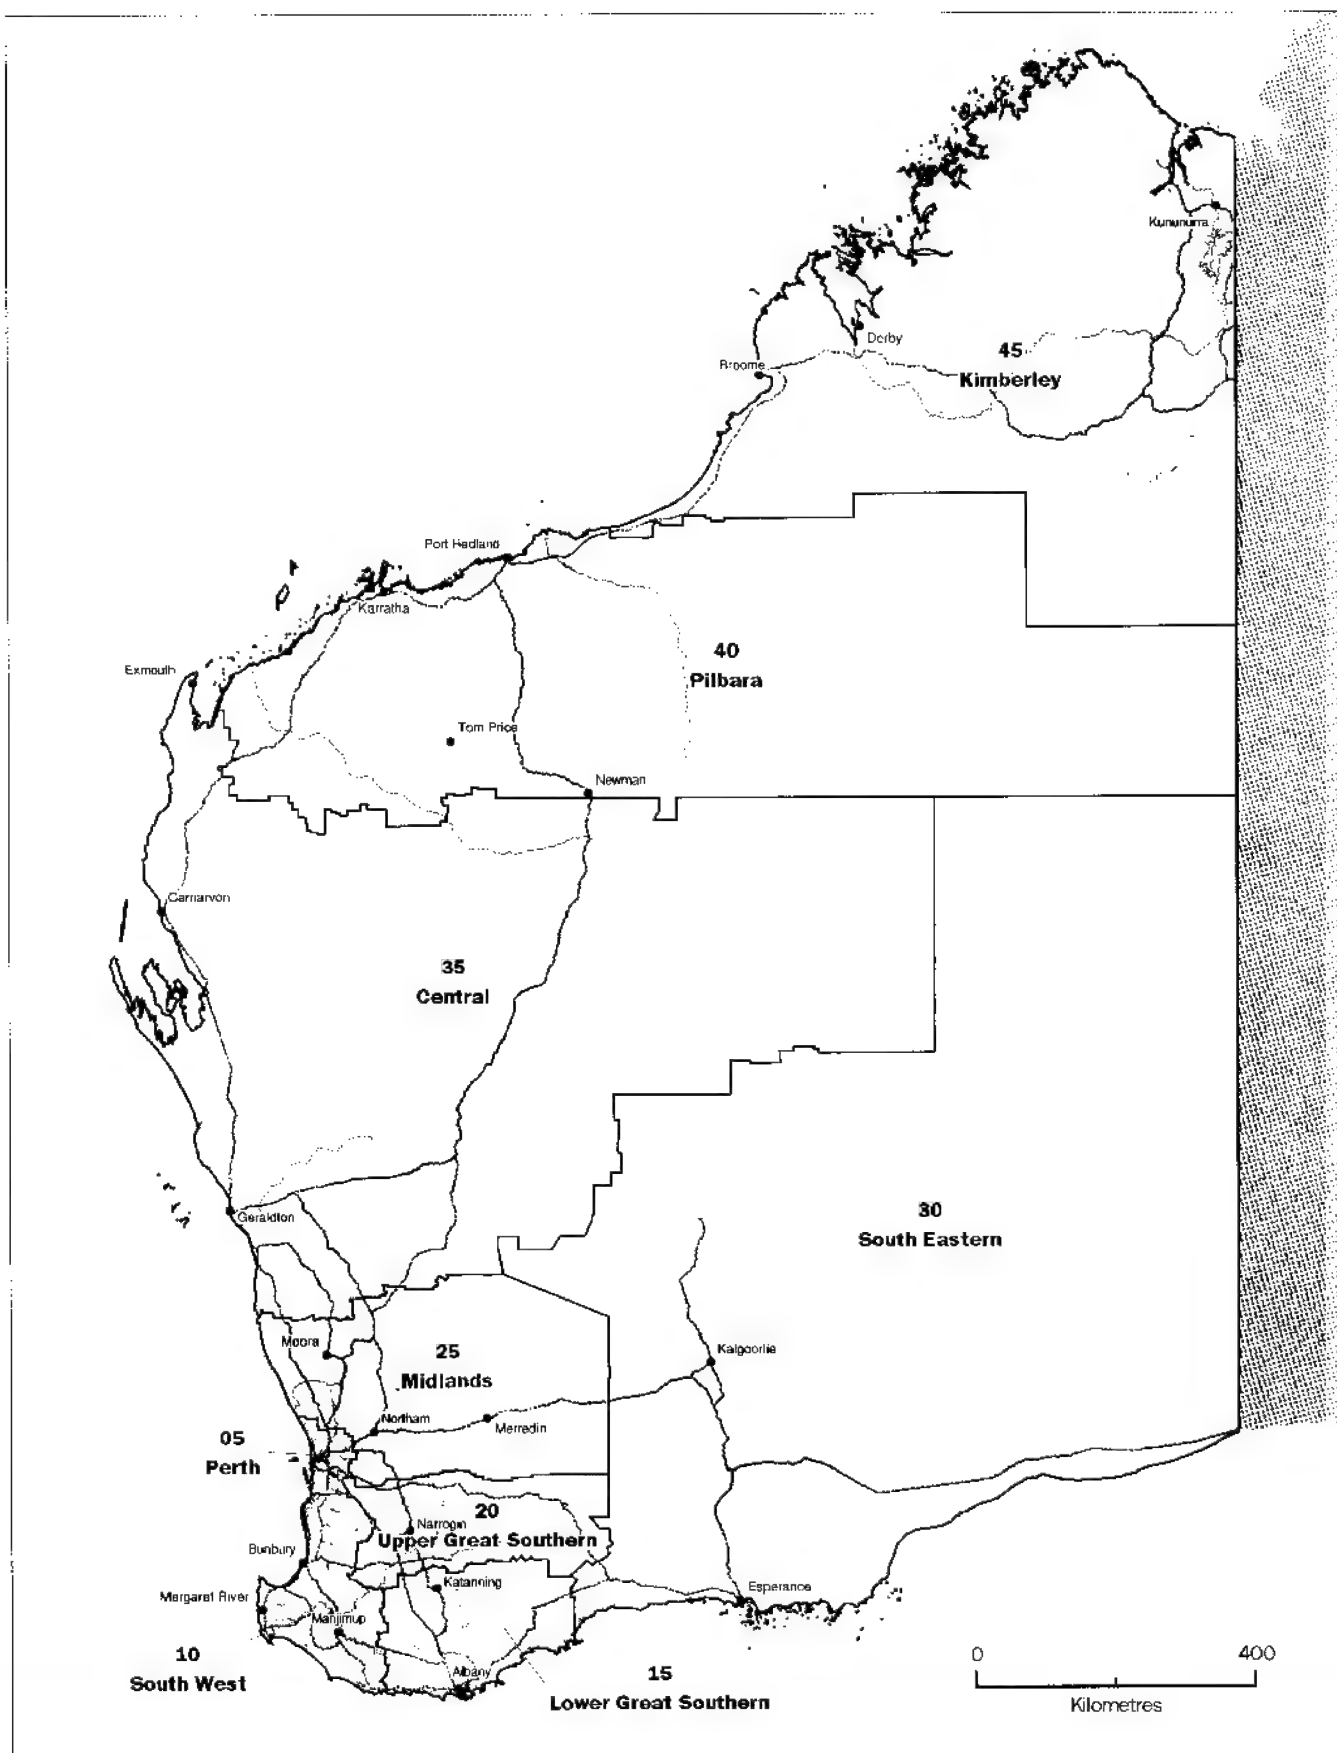 Kununurra
Derby
Broome
45
Kimberley
Port Hedland
Karratha
Exmouth
40
Pilbara
Tom Price
Newman
Carnarvon
35
Central
Geraldton
30
South Eastern
Moora
25
Midlands
Kalgoorlie
Northam
Merredin
05
Perth
20
Narrogin
Upper Great Southern
Bunbury
Katanning
Esperance
Margaret River
Manjimup
10
South West
Albany
15
Lower Great Southern
0 400
Kilometres